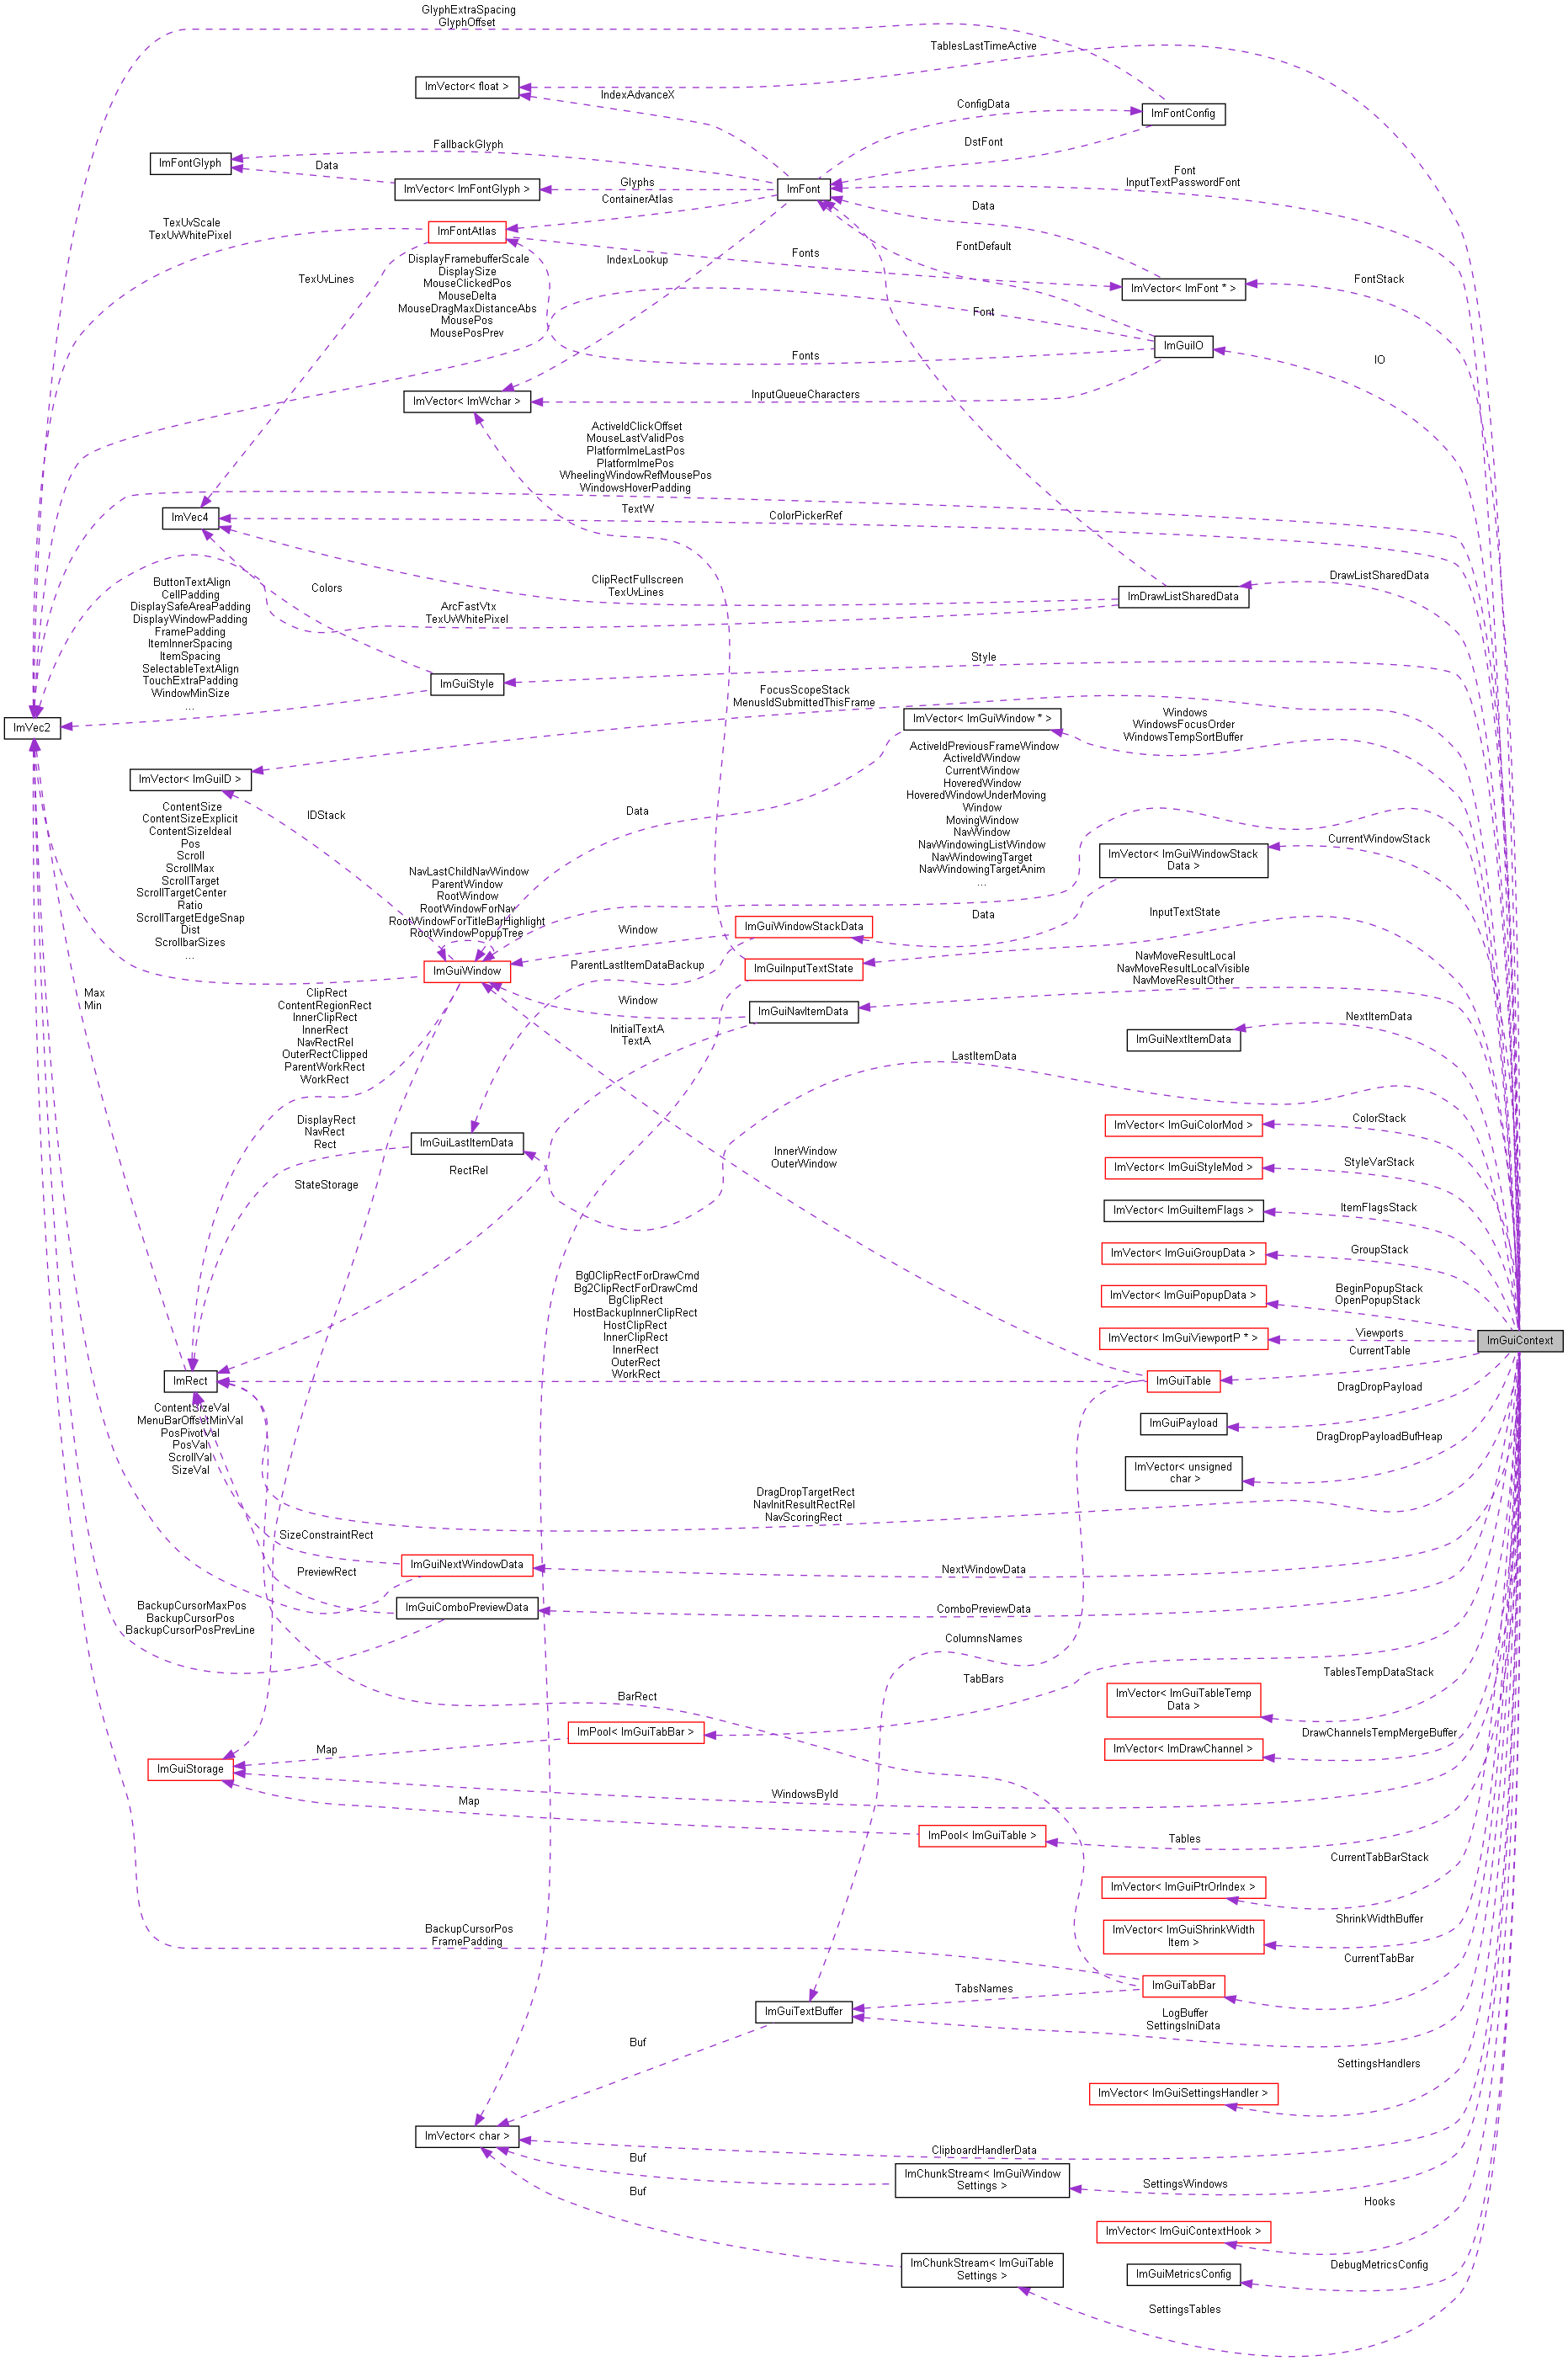 GlyphExtraSpacing
GlyphOffset
TablesLastTimeActive
ImVector< float >
IndexAdvanceX
ConfigData
ImFontConfig
DstFont
FallbackGlyph
ImFontGlyph
Data
ImVector< ImFontGlyph >
Glyphs
ImFont
Font
InputTextPasswordFont
ContainerAtlas
Data
TexUvScale
TexUvWhitePixel
ImFontAtlas
FontDefault
Fonts
IndexLookup
DisplayFramebufferScale
DisplaySize
MouseClickedPos
MouseDelta
MouseDragMaxDistanceAbs
MousePos
MousePosPrev
TexUvLines
ImVector< ImFont * >
FontStack
Font
ImGuiIO
Fonts
IO
ImVector< ImWchar >
InputQueueCharacters
ActiveIdClickOffset
MouseLastValidPos
PlatformImeLastPos
PlatformImePos
WheelingWindowRefMousePos
WindowsHoverPadding
TextW
ImVec4
ColorPickerRef
ButtonTextAlign
CellPadding
DisplaySafeAreaPadding
DisplayWindowPadding
FramePadding
ItemInnerSpacing
ItemSpacing
SelectableTextAlign
TouchExtraPadding
WindowMinSize
...
Colors
ClipRectFullscreen
TexUvLines
ArcFastVtx
TexUvWhitePixel
ImDrawListSharedData
DrawListSharedData
Style
ImGuiStyle
FocusScopeStack
MenusIdSubmittedThisFrame
ImVec2
ImVector< ImGuiWindow * >
Windows
WindowsFocusOrder
WindowsTempSortBuffer
ImVector< ImGuiID >
IDStack
Data
ActiveIdPreviousFrameWindow
ActiveIdWindow
CurrentWindow
HoveredWindow
HoveredWindowUnderMoving
Window
MovingWindow
NavWindow
NavWindowingListWindow
NavWindowingTarget
NavWindowingTargetAnim
...
ContentSize
ContentSizeExplicit
ContentSizeIdeal
Pos
Scroll
ScrollMax
ScrollTarget
ScrollTargetCenter
Ratio
ScrollTargetEdgeSnap
Dist
ScrollbarSizes
...
CurrentWindowStack
ImVector< ImGuiWindowStack
Data >
NavLastChildNavWindow
ParentWindow
RootWindow
RootWindowForNav
RootWindowForTitleBarHighlight
RootWindowPopupTree
ImGuiWindowStackData
Window
Data
InputTextState
ImGuiWindow
ParentLastItemDataBackup
ImGuiInputTextState
NavMoveResultLocal
NavMoveResultLocalVisible
NavMoveResultOther
Max
Min
ClipRect
ContentRegionRect
InnerClipRect
InnerRect
NavRectRel
OuterRectClipped
ParentWorkRect
WorkRect
Window
ImGuiNavItemData
InitialTextA
TextA
NextItemData
ImGuiNextItemData
LastItemData
DisplayRect
NavRect
Rect
ImGuiLastItemData
ImVector< ImGuiColorMod >
ColorStack
InnerWindow
OuterWindow
ImVector< ImGuiStyleMod >
StyleVarStack
RectRel
StateStorage
ImVector< ImGuiItemFlags >
ItemFlagsStack
ImVector< ImGuiGroupData >
GroupStack
Bg0ClipRectForDrawCmd
Bg2ClipRectForDrawCmd
BgClipRect
HostBackupInnerClipRect
HostClipRect
InnerClipRect
InnerRect
OuterRect
WorkRect
ImVector< ImGuiPopupData >
BeginPopupStack
OpenPopupStack
ImVector< ImGuiViewportP * >
Viewports
ImGuiContext
CurrentTable
ImRect
ImGuiTable
DragDropPayload
ContentSizeVal
MenuBarOffsetMinVal
PosPivotVal
PosVal
ScrollVal
SizeVal
ImGuiPayload
DragDropPayloadBufHeap
ImVector< unsigned
char >
DragDropTargetRect
NavInitResultRectRel
NavScoringRect
SizeConstraintRect
ImGuiNextWindowData
NextWindowData
PreviewRect
ImGuiComboPreviewData
ComboPreviewData
BackupCursorMaxPos
BackupCursorPos
BackupCursorPosPrevLine
ColumnsNames
TabBars
TablesTempDataStack
ImVector< ImGuiTableTemp
Data >
BarRect
ImPool< ImGuiTabBar >
DrawChannelsTempMergeBuffer
ImVector< ImDrawChannel >
Map
ImGuiStorage
WindowsById
Map
ImPool< ImGuiTable >
Tables
CurrentTabBarStack
ImVector< ImGuiPtrOrIndex >
ShrinkWidthBuffer
ImVector< ImGuiShrinkWidth
Item >
BackupCursorPos
FramePadding
CurrentTabBar
ImGuiTabBar
TabsNames
ImGuiTextBuffer
LogBuffer
SettingsIniData
Buf
SettingsHandlers
ImVector< ImGuiSettingsHandler >
ImVector< char >
ClipboardHandlerData
Buf
ImChunkStream< ImGuiWindow
Settings >
SettingsWindows
Buf
Hooks
ImVector< ImGuiContextHook >
ImChunkStream< ImGuiTable
Settings >
ImGuiMetricsConfig
DebugMetricsConfig
SettingsTables